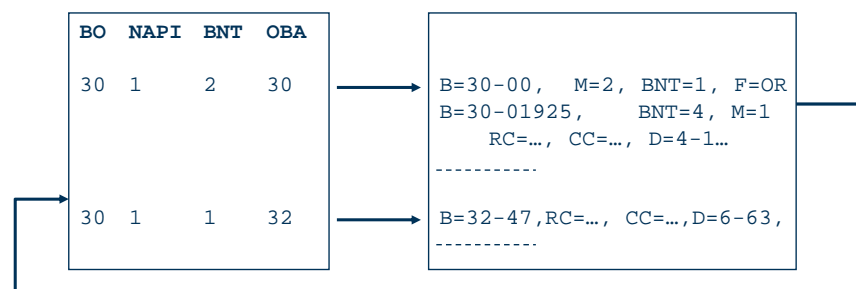 BO NAPI BNT OBA
30 1 2 30
30 1 1 32
B=30-00, M=2, BNT=1, F=OR
B=30-01925, BNT=4, M=1
RC=…, CC=…, D=4-1…
-----------
B=32-47,RC=…, CC=…,D=6-63,
-----------